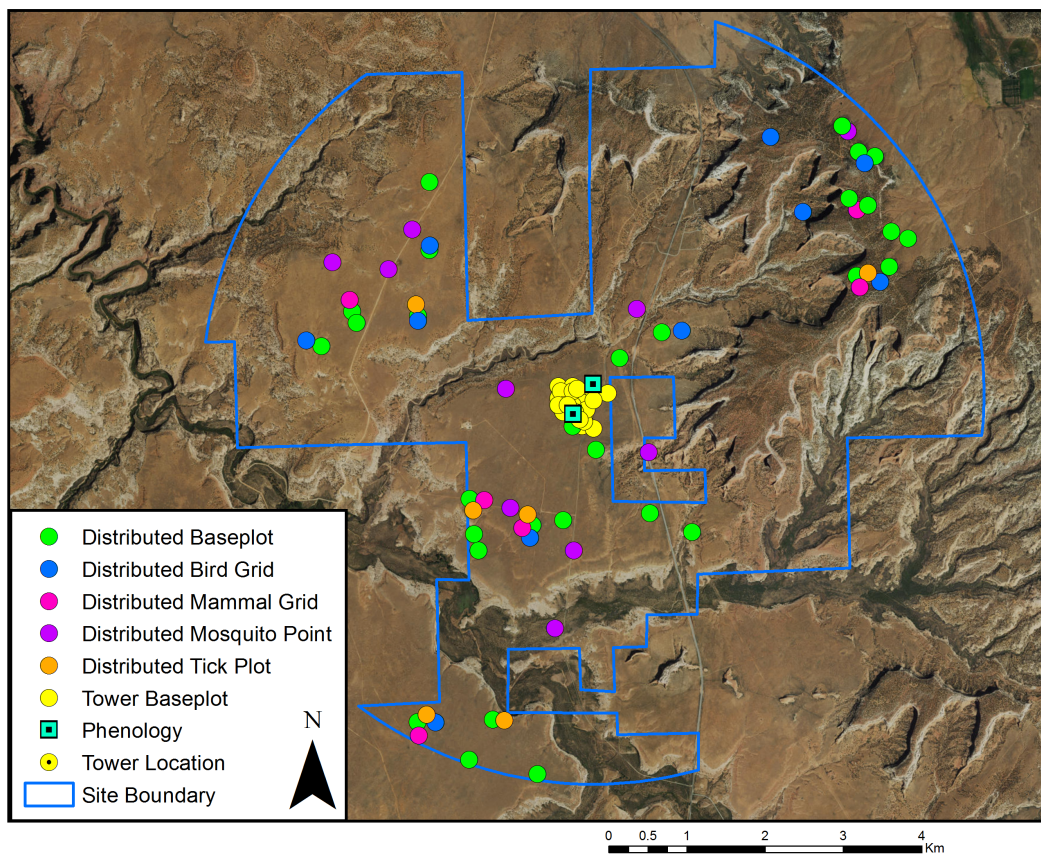 Distributed Baseplot
Distributed Bird Grid
Distributed Mammal Grid
Distributed Mosquito Point
Distributed Tick Plot
Tower Baseplot
Phenology
Tower Location
Site Boundary
N
0 0.5 1 2 3 4
Km